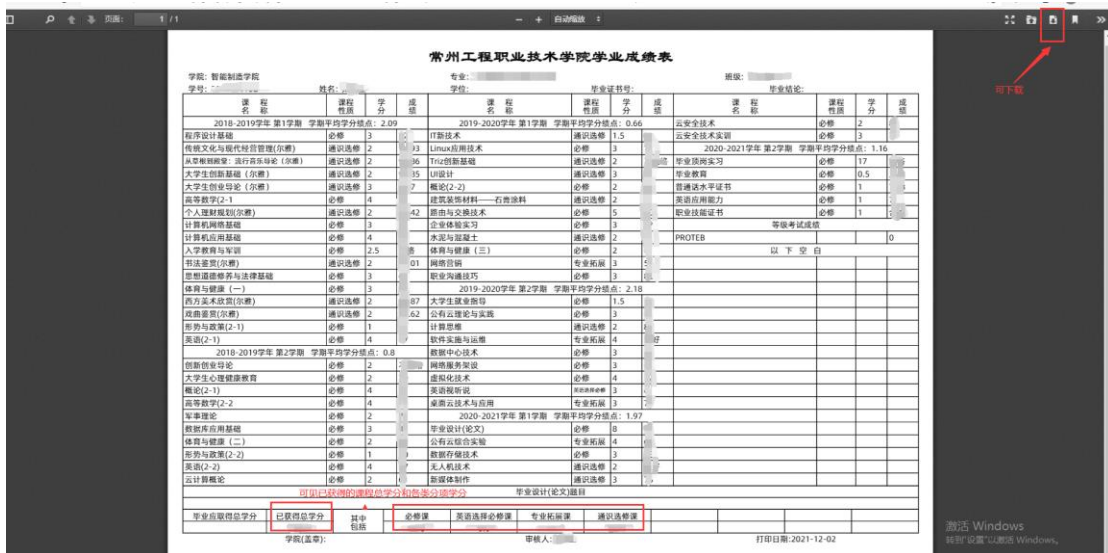 页面: 1 / 1 自动缩放
常州工程职业技术学院学业成绩表
可下载
学院: 智能制造学院 专业: 班级:
学号: 姓名: 学位: 毕业证书号: 毕业结论:
课程名称 课程性质 学分 成绩 课程名称 课程性质 学分 成绩 课程名称 课程性质 学分 成绩
2018-2019学年 第1学期 学期平均学分绩点: 2.09 2019-2020学年 第1学期 学期平均学分绩点: 0.66 云安全技术 必修 2
程序设计基础 必修 3 IT新技术 通识选修 1.5 云安全技术实训 必修 3
传统文化与现代经营管理(尔雅) 通识选修 2 Linux应用技术 必修 3 2020-2021学年 第2学期 学期平均学分绩点: 1.16
从草根到殿堂: 流行音乐导论 (尔雅) 通识选修 2 Triz创新基础 通识选修 2 毕业顶岗实习 必修 17
大学生创新基础 (尔雅) 通识选修 2 UI设计 通识选修 3 毕业教育 必修 0.5
大学生创业导论 (尔雅) 通识选修 3 概论(2-2) 必修 2 普通话水平证书 必修 1
高等数学(2-1 必修 4 建筑装饰材料——石膏涂料 通识选修 2 英语应用能力 必修 1
个人理财规划(尔雅) 通识选修 2 路由与交换技术 必修 5 职业技能证书 必修 1
计算机网络基础 必修 3 企业体验实习 必修 3 等级考试成绩
计算机应用基础 必修 4 水泥与混凝土 通识选修 2 PROTEB 0
入学教育与军训 必修 2.5 体育与健康 (三) 必修 2 以下空白
书法鉴赏(尔雅) 通识选修 2 网络营销 专业拓展 3
思想道德修养与法律基础 必修 3 职业沟通技巧 必修 3
体育与健康 (一) 必修 3 2019-2020学年 第2学期 学期平均学分绩点: 2.18
西方美术欣赏(尔雅) 通识选修 2 大学生就业指导 必修 1.5
戏曲鉴赏(尔雅) 通识选修 2 公有云理论与实践 必修 3
形势与政策(2-1) 必修 1 计算思维 通识选修 2
英语(2-1) 必修 4 软件实施与运维 专业拓展 4
2018-2019学年 第2学期 学期平均学分绩点: 0.8 数据中心技术 必修 3
创新创业导论 必修 2 网络服务架设 必修 3
大学生心理健康教育 必修 2 虚拟化技术 必修 4
概论(2-1) 必修 4 英语视听说 英语选择必修 3
高等数学(2-2 必修 4 桌面云技术与应用 专业拓展 3
军事理论 必修 2 2020-2021学年 第1学期 学期平均学分绩点: 1.97
数据库应用基础 必修 3 毕业设计(论文) 必修 8
体育与健康 (二) 必修 2 公有云综合实验 专业拓展 4
形势与政策(2-2) 必修 1 数据存储技术 必修 3
英语(2-2) 必修 4 无人机技术 通识选修 2
云计算概论 必修 2 新媒体制作 通识选修 3
可见已获得的课程总学分和各类分项学分 毕业设计(论文)题目
毕业应取得总学分 已获得总学分 其中包括 必修课 英语选择必修课 专业拓展课 通识选修课
学院(盖章): 审核人: 打印日期:2021-12-02
激活 Windows
转到"设置"以激活 Windows。